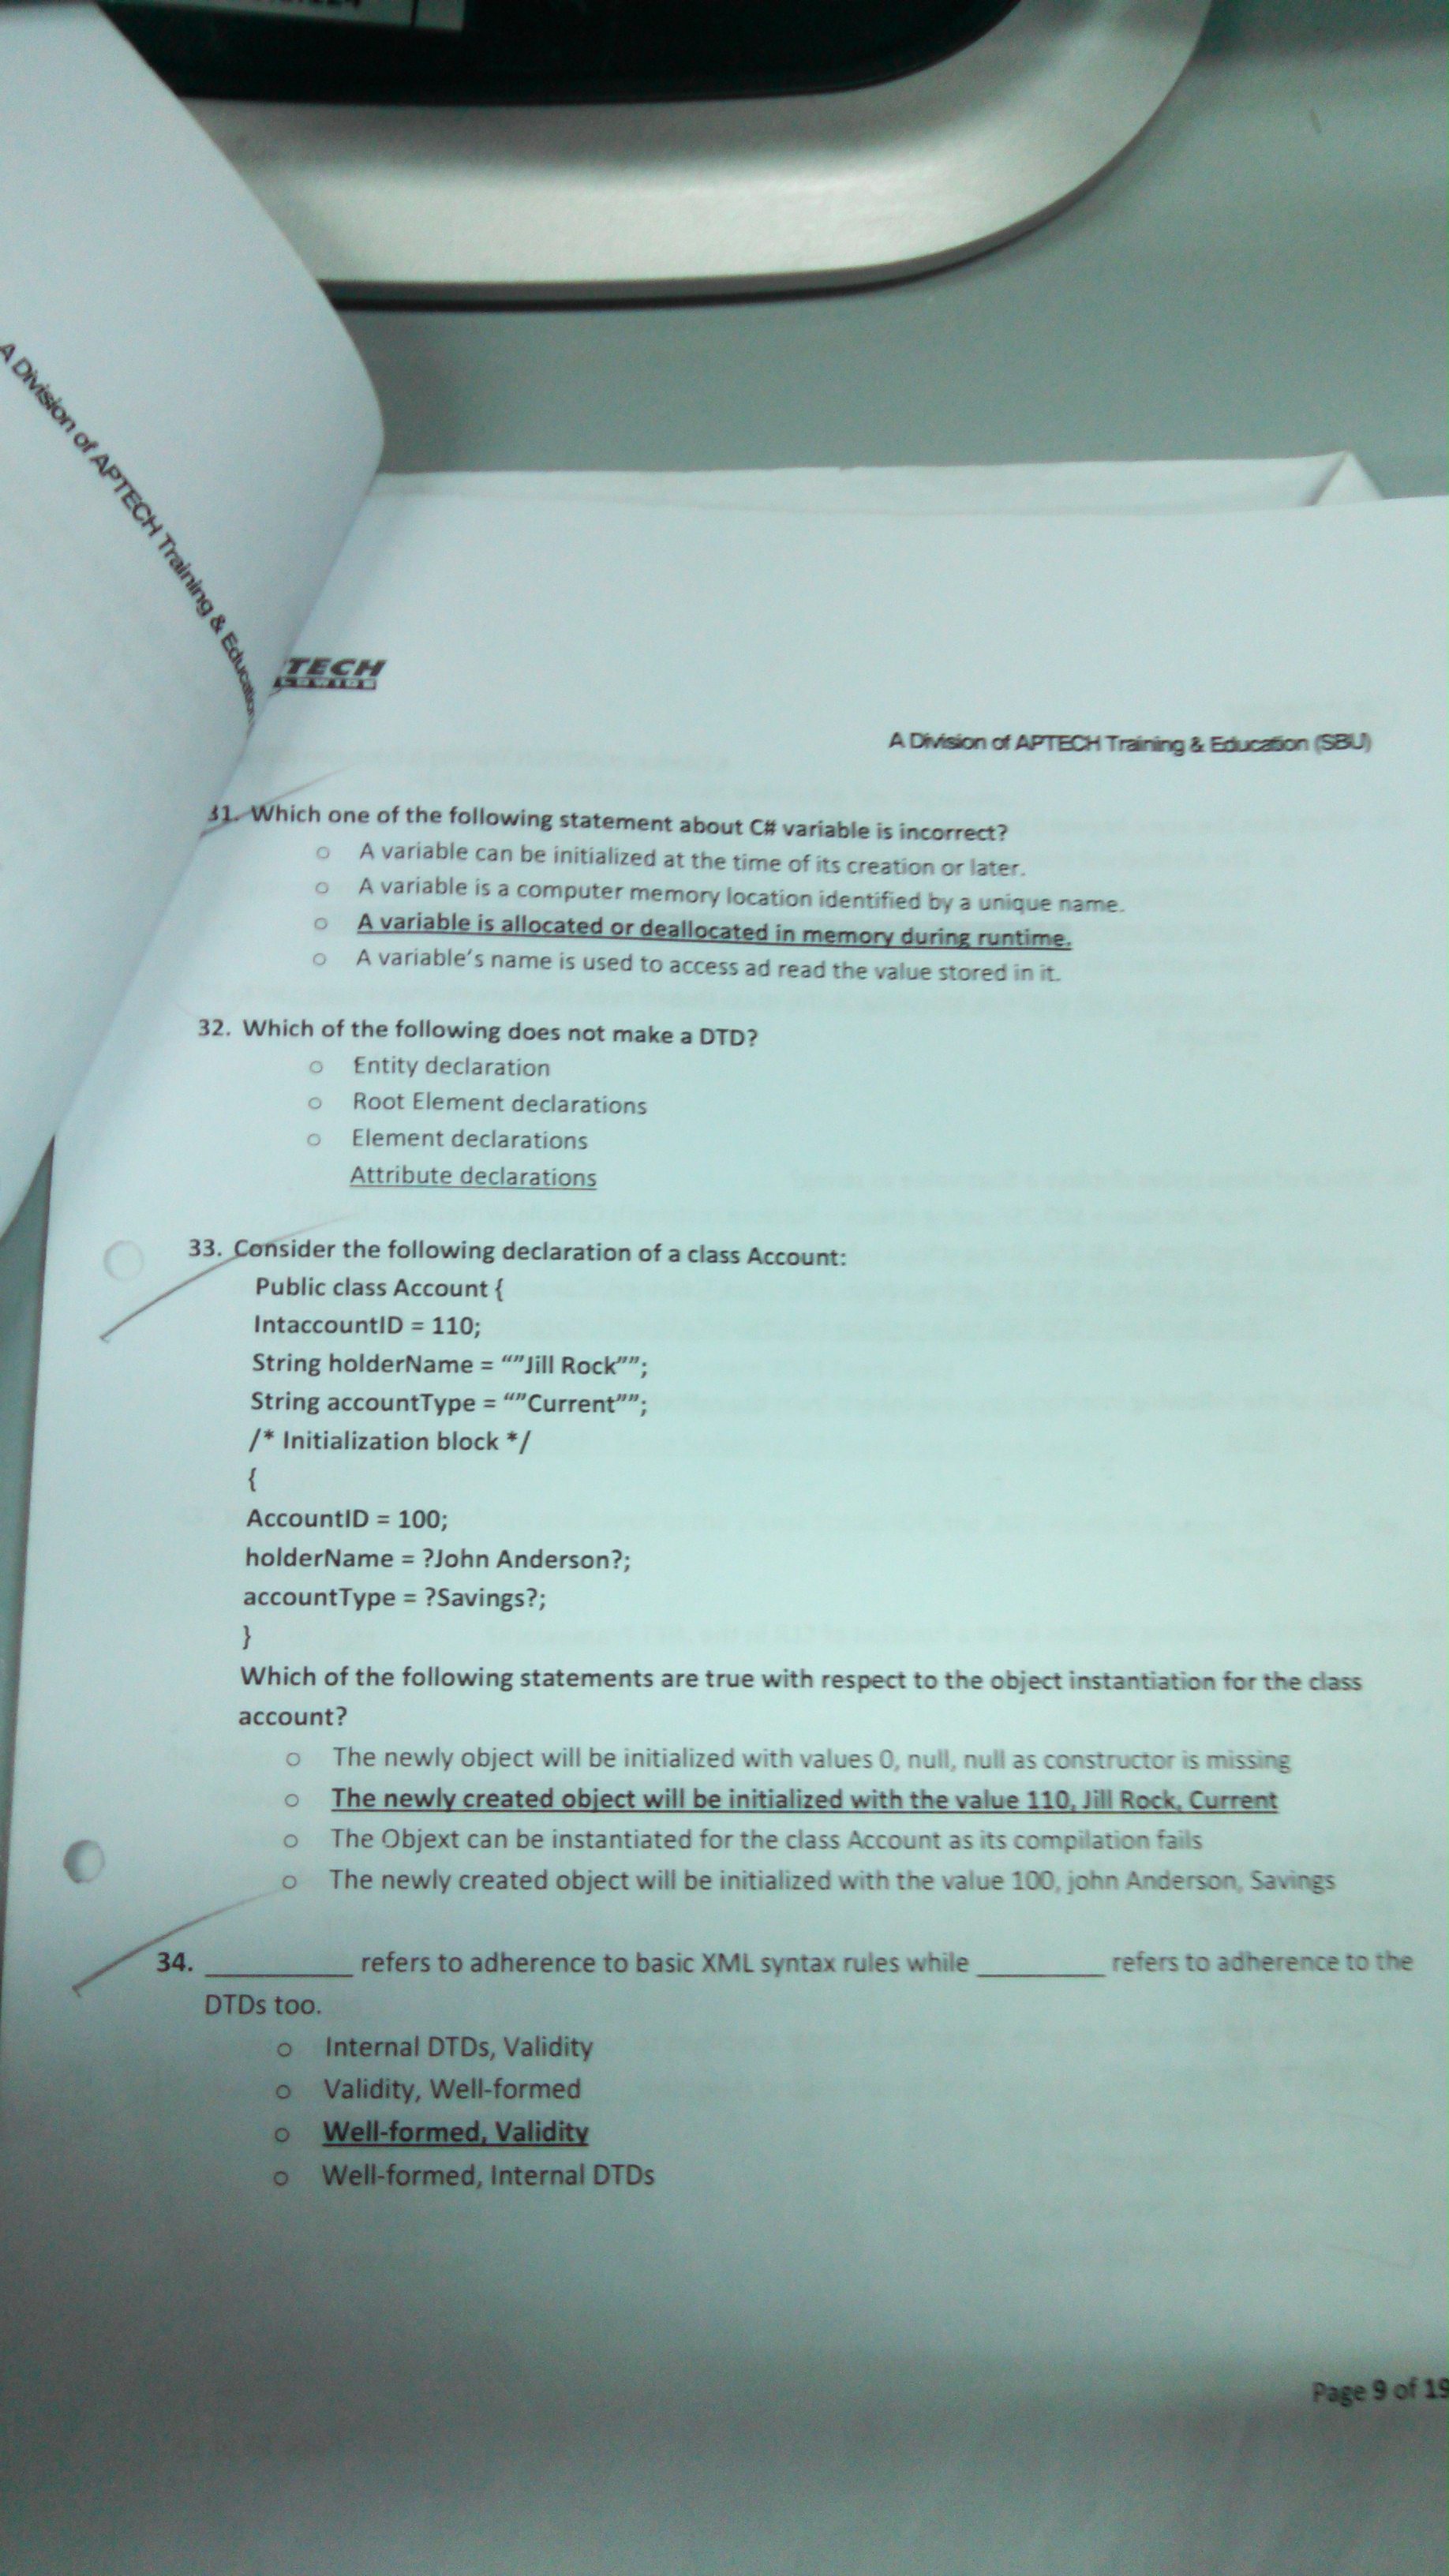 A Division of APTECH Training & Education
TECH
A Division of APTECH Training & Education (SBU)
31. Which one of the following statement about C# variable is incorrect?
o A variable can be initialized at the time of its creation or later.
o A variable is a computer memory location identified by a unique name.
o A variable is allocated or deallocated in memory during runtime.
o A variable's name is used to access ad read the value stored in it.
32. Which of the following does not make a DTD?
o Entity declaration
o Root Element declarations
o Element declarations
Attribute declarations
33. Consider the following declaration of a class Account:
Public class Account {
IntaccountID = 110;
String holderName = “”Jill Rock””;
String accountType = “”Current””;
/* Initialization block */
{
AccountID = 100;
holderName = ?John Anderson?;
accountType = ?Savings?;
}
Which of the following statements are true with respect to the object instantiation for the class
account?
o The newly object will be initialized with values 0, null, null as constructor is missing
o The newly created object will be initialized with the value 110, Jill Rock, Current
o The Objext can be instantiated for the class Account as its compilation fails
o The newly created object will be initialized with the value 100, john Anderson, Savings
34. __________ refers to adherence to basic XML syntax rules while _________ refers to adherence to the
DTDs too.
o Internal DTDs, Validity
o Validity, Well-formed
o Well-formed, Validity
o Well-formed, Internal DTDs
Page 9 of 19